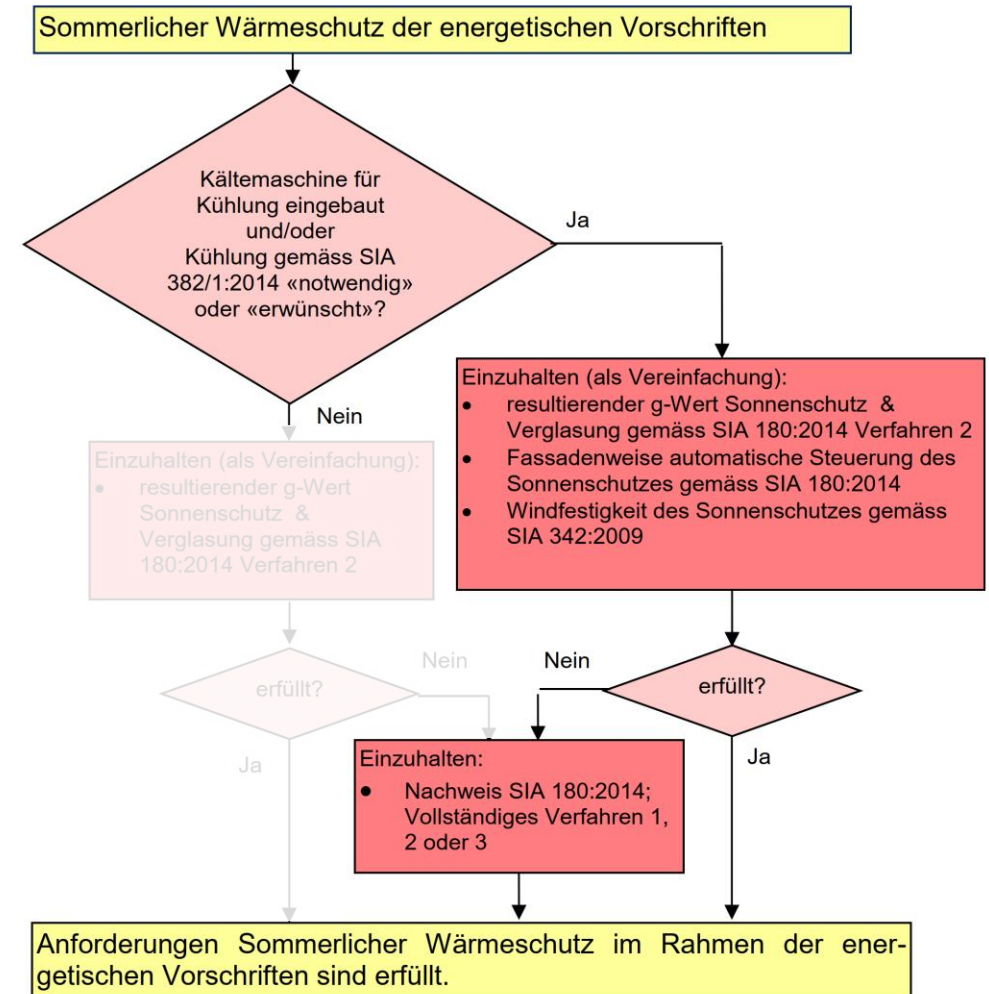 Sommerlicher Wärmeschutz der energetischen Vorschriften
Kältemaschine für
Kühlung eingebaut
und/oder
Kühlung gemäss SIA
382/1:2014 «notwendig»
oder «erwünscht»?
Ja
Nein
Einzuhalten (als Vereinfachung):
• resultierender g-Wert Sonnenschutz & 
Verglasung gemäss SIA 180:2014 Verfahren 2
• Fassadenweise automatische Steuerung des
Sonnenschutzes gemäss SIA 180:2014
• Windfestigkeit des Sonnenschutzes gemäss
SIA 342:2009
Einzuhalten (als Vereinfachung):
• resultierender g-Wert
Sonnenschutz &
Verglasung gemäss SIA
180:2014 Verfahren 2
erfüllt?
Nein
Ja
Nein
erfüllt?
Ja
Einzuhalten:
• Nachweis SIA 180:2014;
Vollständiges Verfahren 1,
2 oder 3
Anforderungen Sommerlicher Wärmeschutz im Rahmen der ener-
getischen Vorschriften sind erfüllt.